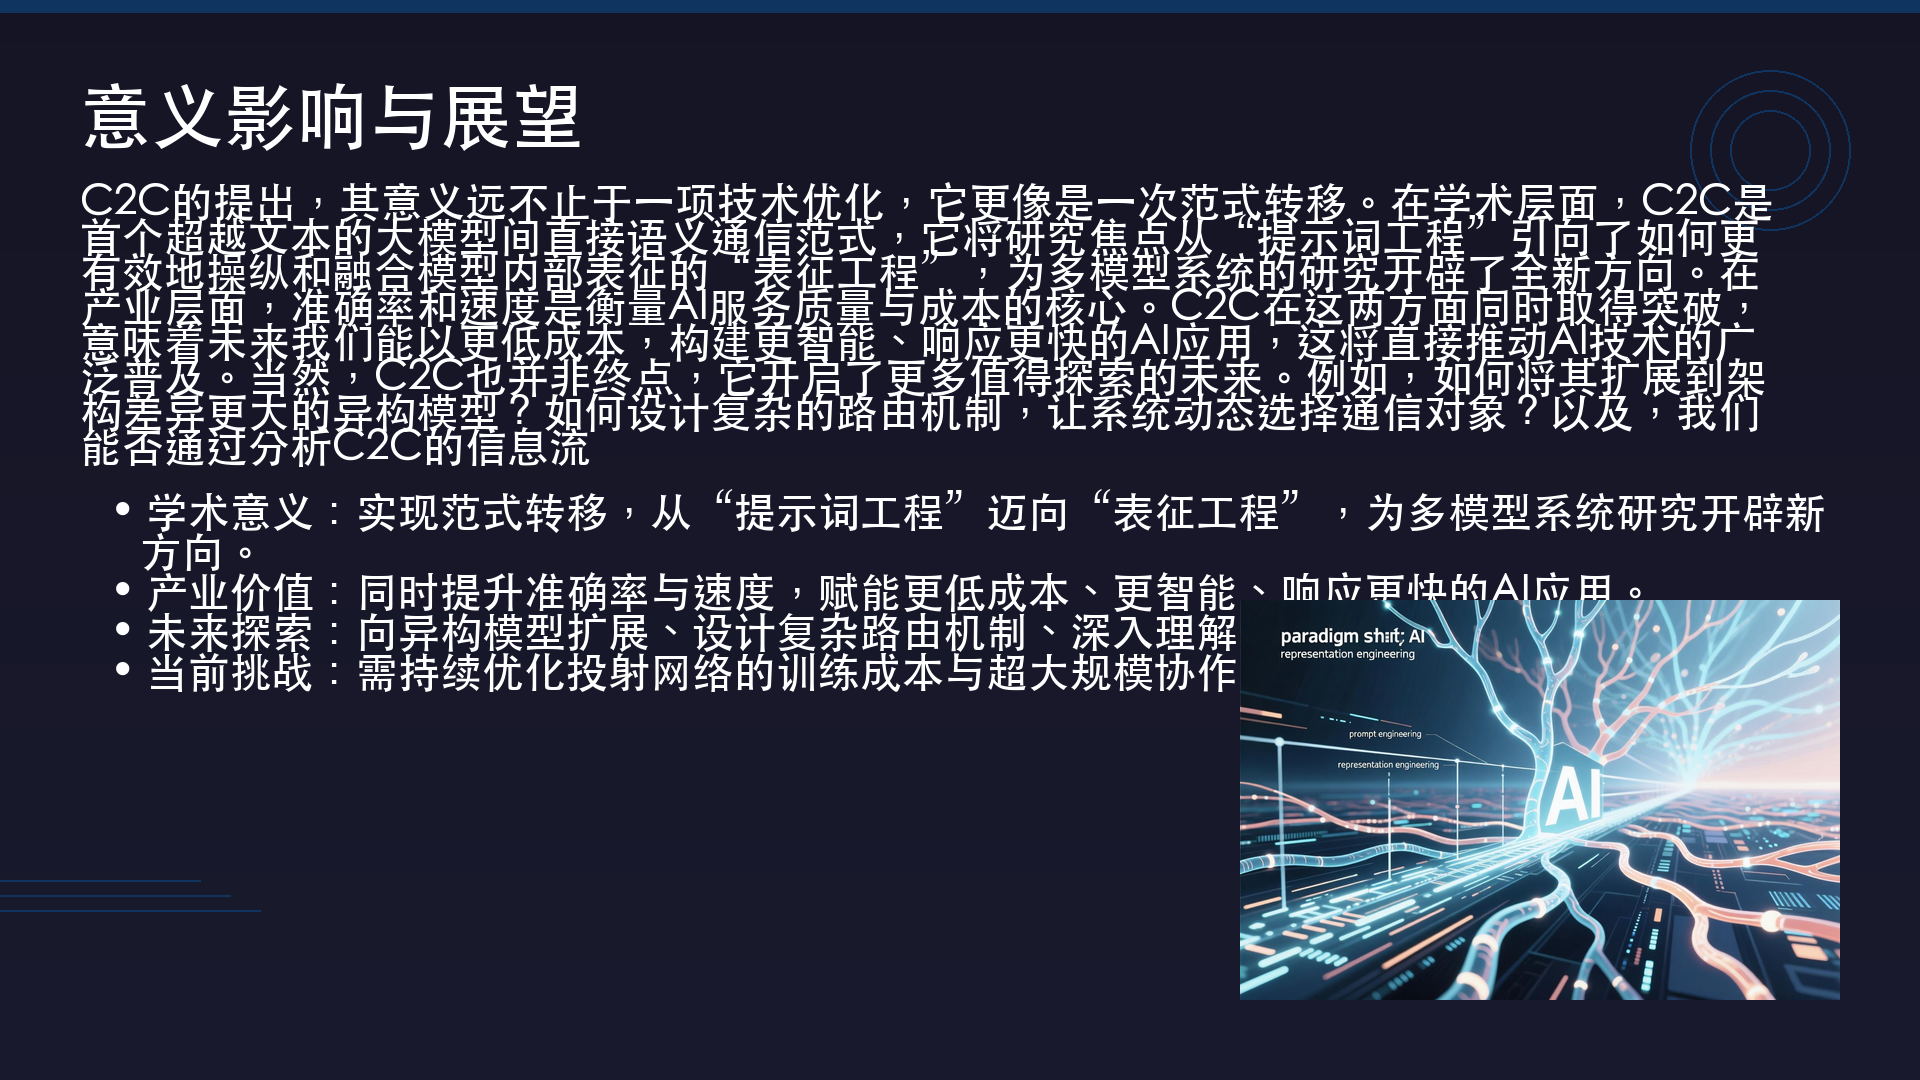 意义影响与展望
C2C的提出，其意义远不止于一项技术优化，它更像是一次范式转移。在学术层面，C2C是
首个超越文本的大模型间直接语义通信范式，它将研究焦点从“提示词工程”引向了如何更
有效地操纵和融合模型内部表征的“表征工程”，为多模型系统的研究开辟了全新方向。在
产业层面，准确率和速度是衡量AI服务质量与成本的核心。C2C在这两方面同时取得突破，
意味着未来我们能以更低成本，构建更智能、响应更快的AI应用，这将直接推动AI技术的广
泛普及。当然，C2C也并非终点，它开启了更多值得探索的未来。例如，如何将其扩展到架
构差异更大的异构模型？如何设计复杂的路由机制，让系统动态选择通信对象？以及，我们
能否通过分析C2C的信息流
• 学术意义：实现范式转移，从“提示词工程”迈向“表征工程”，为多模型系统研究开辟新
方向。
• 产业价值：同时提升准确率与速度，赋能更低成本、更智能、响应更快的AI应用。
• 未来探索：向异构模型扩展、设计复杂路由机制、深入理解
• 当前挑战：需持续优化投射网络的训练成本与超大规模协作
paradigm shift; AI
representation engineering
prompt engineering
representation engineering
AI